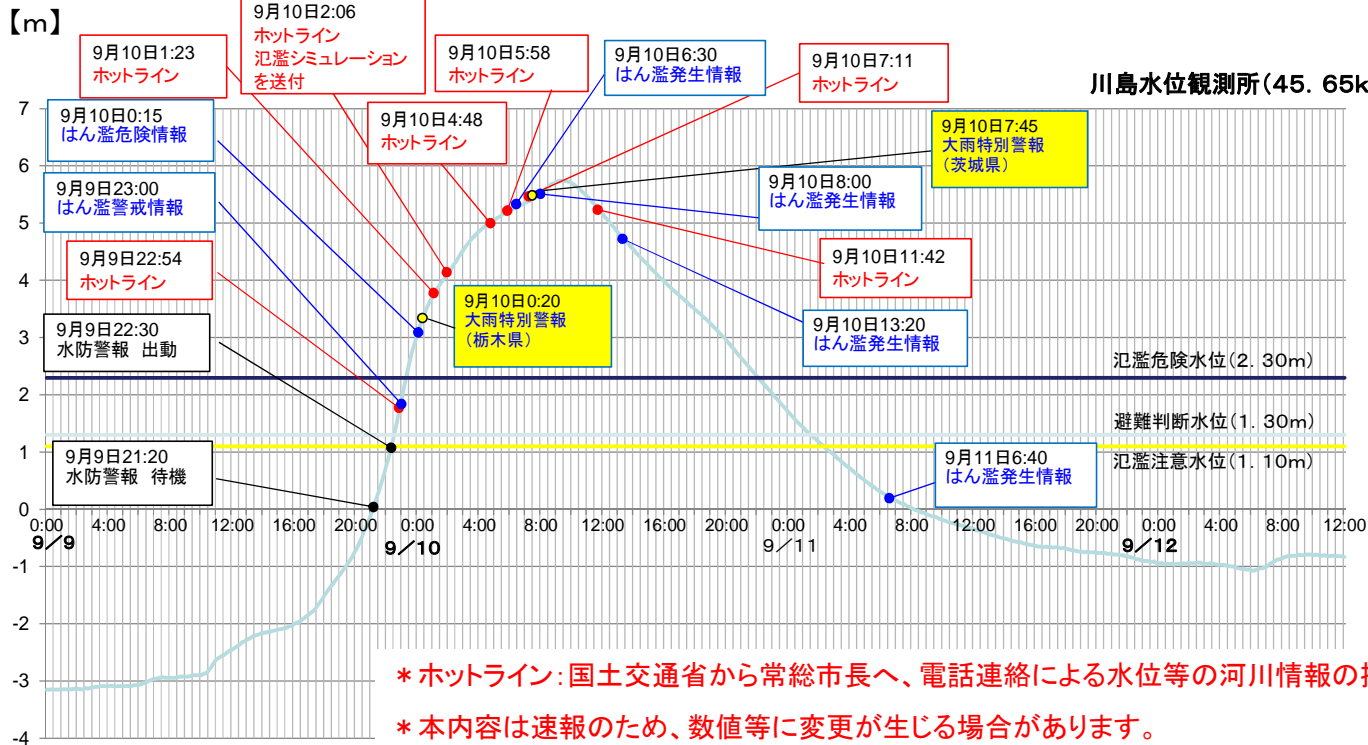 【m】
9月10日2:06
ホットライン
氾濫シミュレーション
を送付
9月10日1:23
ホットライン
9月10日5:58
ホットライン
9月10日6:30
はん濫発生情報
9月10日7:11
ホットライン
川島水位観測所(45.65k
9月10日0:15
はん濫危険情報
9月10日4:48
ホットライン
9月10日7:45
大雨特別警報
(茨城県)
9月9日23:00
はん濫警戒情報
9月10日8:00
はん濫発生情報
9月9日22:54
ホットライン
9月10日11:42
ホットライン
9月10日0:20
大雨特別警報
(栃木県)
9月9日22:30
水防警報 出動
9月10日13:20
はん濫発生情報
氾濫危険水位(2.30m)
避難判断水位(1.30m)
氾濫注意水位(1.10m)
9月9日21:20
水防警報 待機
9月11日6:40
はん濫発生情報
7
6
5
4
3
2
1
0
-1
-2
-3
-4
0:00 4:00 8:00 12:00 16:00 20:00 0:00 4:00 8:00 12:00 16:00 20:00 0:00 4:00 8:00 12:00 16:00 20:00 0:00 4:00 8:00 12:00
9/9 9/10 9/11 9/12
*ホットライン:国土交通省から常総市長へ、電話連絡による水位等の河川情報の
*本内容は速報のため、数値等に変更が生じる場合があります。